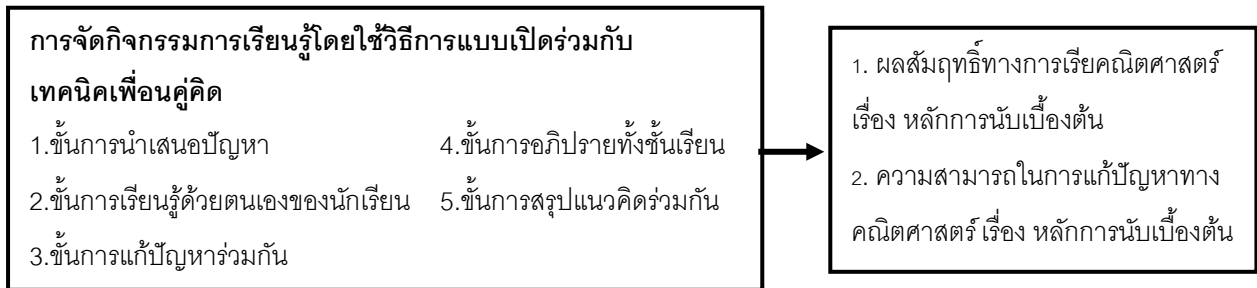 การจัดกิจกรรมการเรียนรู้โดยใช้วิธีการแบบเปิดร่วมกับ
เทคนิคเพื่อนคู่คิด
1.ขั้นการนำเสนอปัญหา
2.ขั้นการเรียนรู้ด้วยตนเองของนักเรียน
3.ขั้นการแก้ปัญหาร่วมกัน
4.ขั้นการอภิปรายทั้งชั้นเรียน
5.ขั้นการสรุปแนวคิดร่วมกัน
1. ผลสัมฤทธิ์ทางการเรียคณิตศาสตร์
เรื่อง หลักการนับเบื้องต้น
2. ความสามารถในการแก้ปัญหาทาง
คณิตศาสตร์ เรื่อง หลักการนับเบื้องต้น